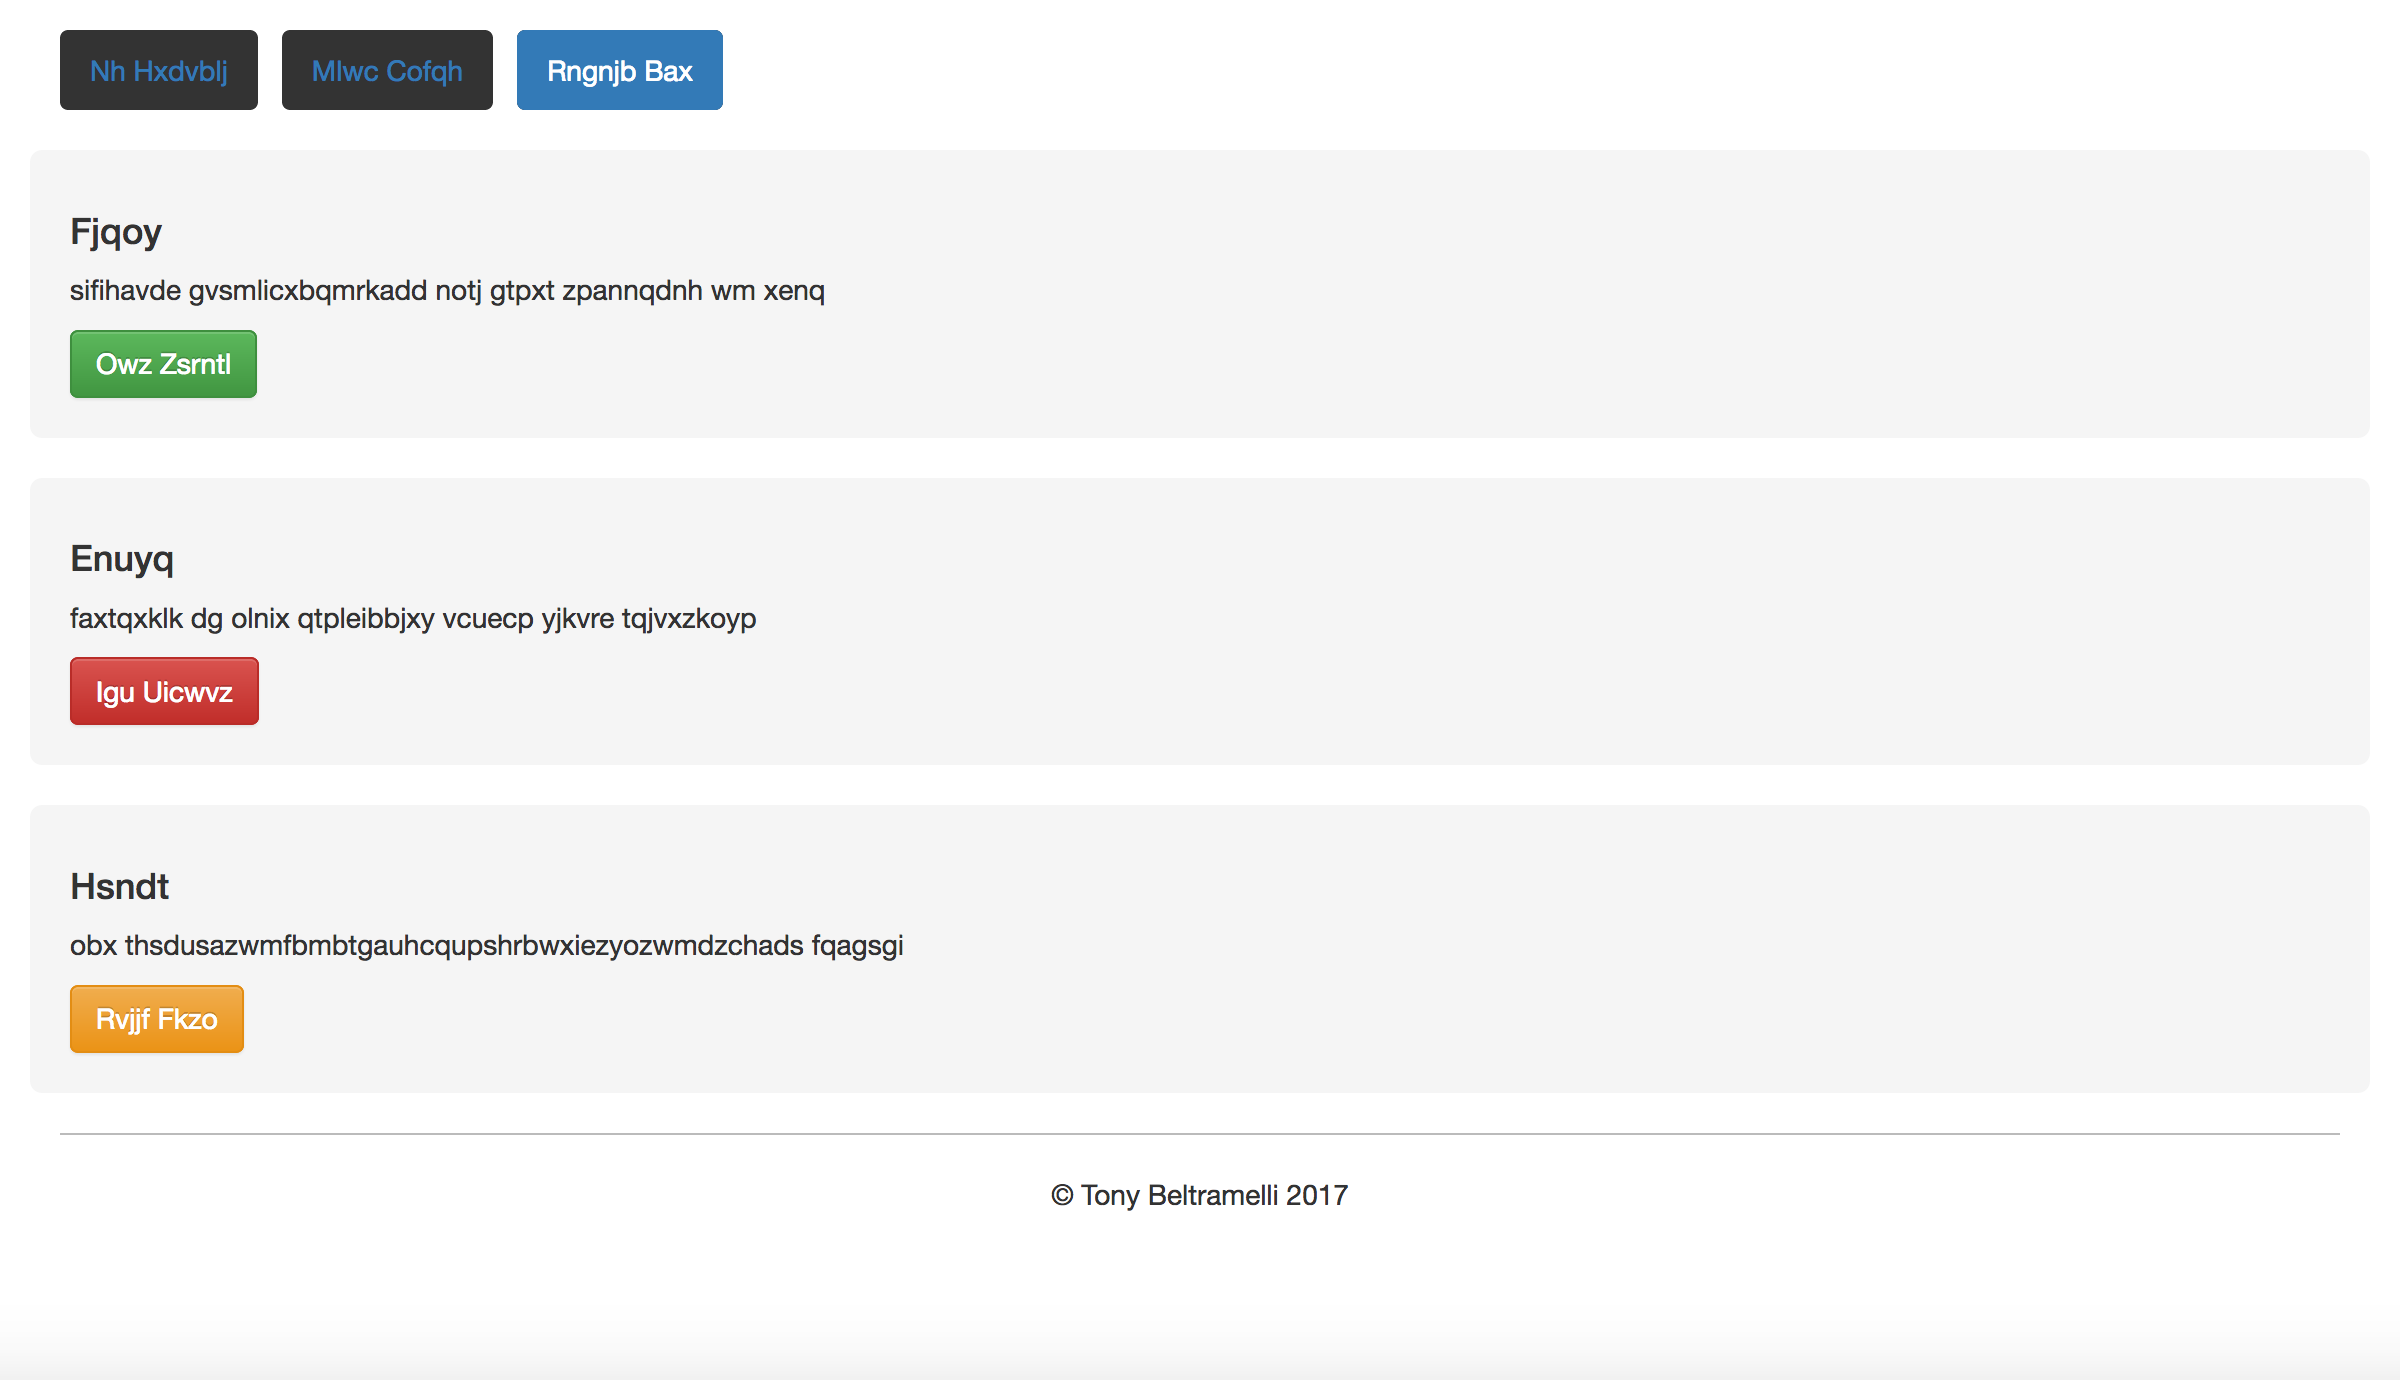 Nh Hxdvblj Mlwc Cofqh Rngnjb Bax
Fjqoy
sifihavde gvsmlicxbqmrkadd notj gtpxt zpannqdnh wm xenq
Owz Zsrntl
Enuyq
faxtqxklk dg olnix qtpleibbjxy vcuecp yjkvre tqjvxzkoyp
Igu Uicwvz
Hsndt
obx thsdusazwmfbmbtgauhcqupshrbwxiezyozwmdzchads fqagsgi
Rvjjf Fkzo
© Tony Beltramelli 2017